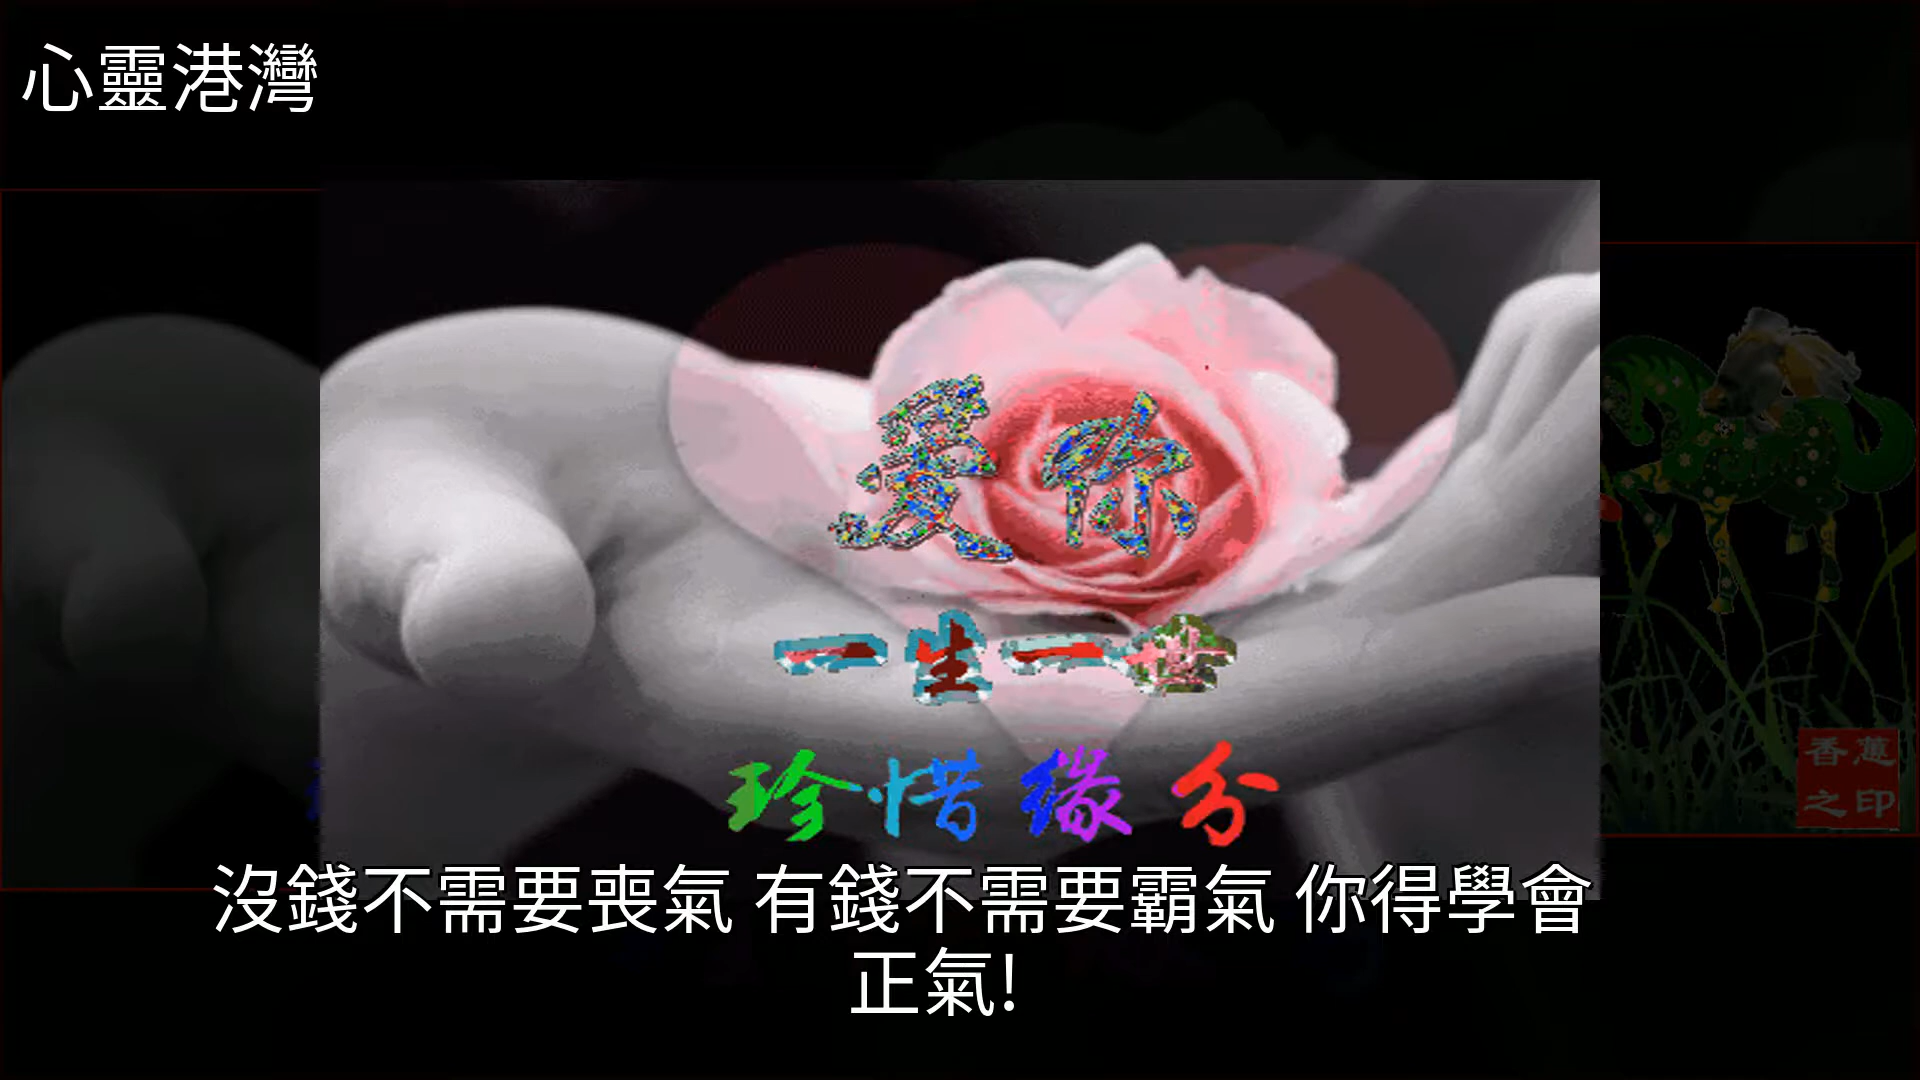 心靈港灣
愛你
一生一世
珍惜緣分
香蕙
之印
沒錢不需要喪氣 有錢不需要霸氣 你得學會
正氣!